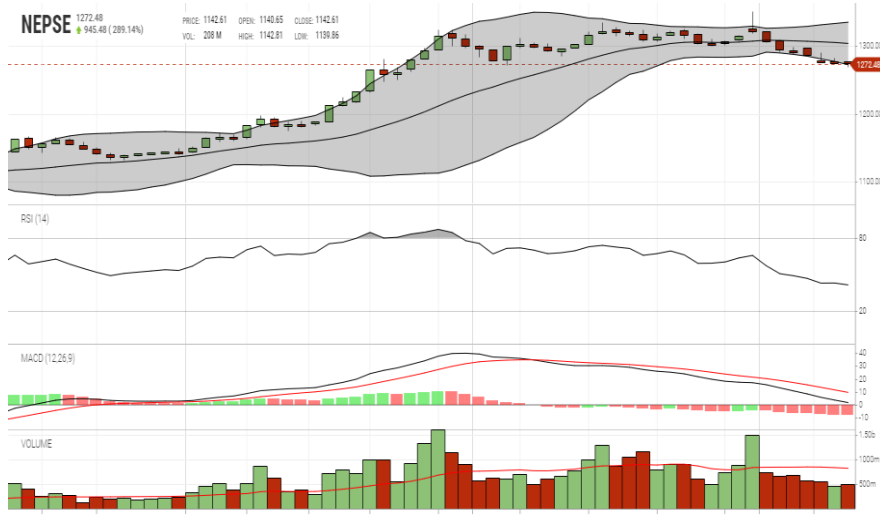 NEPSE
1272.48
945.48 ( 289.14%)
PRICE: 1142.61 OPEN: 1140.65 CLOSE: 1142.61
VOL: 208 M HIGH: 1142.81 LOW: 1139.86
1300.00
1272.48
1200.00
1100.00
RSI (14)
80
20
MACD (12,26,9)
40
30
20
10
0
-10
VOLUME
1.50b
1000m
500m